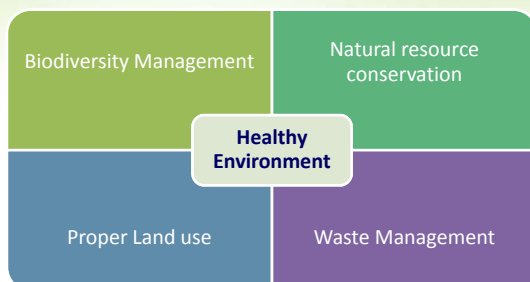 Biodiversity Management
Natural resource
conservation
Healthy
Environment
Proper Land use
Waste Management